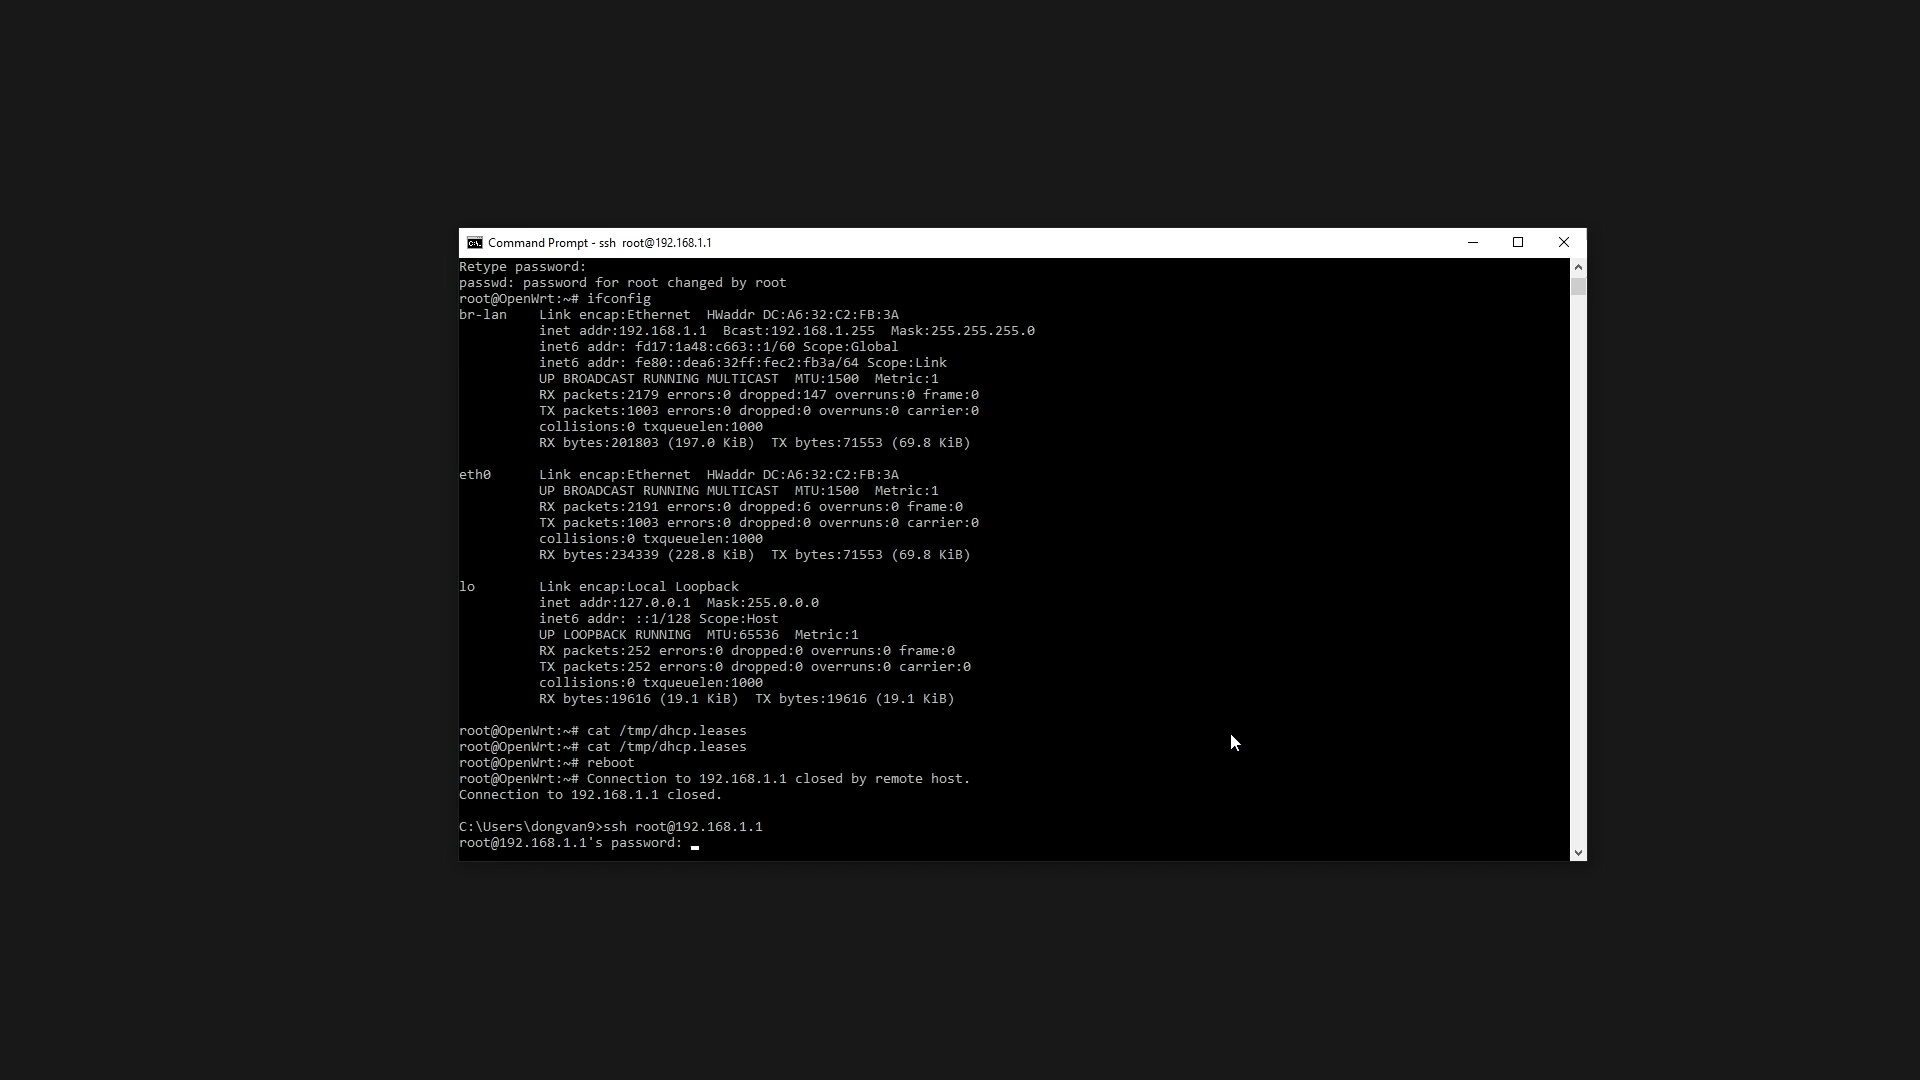 Command Prompt - ssh  root@192.168.1.1
Retype password:
passwd: password for root changed by root
root@OpenWrt:~# ifconfig
br-lan    Link encap:Ethernet  HWaddr DC:A6:32:C2:FB:3A
          inet addr:192.168.1.1  Bcast:192.168.1.255  Mask:255.255.255.0
          inet6 addr: fd17:1a48:c663::1/60 Scope:Global
          inet6 addr: fe80::dea6:32ff:fec2:fb3a/64 Scope:Link
          UP BROADCAST RUNNING MULTICAST  MTU:1500  Metric:1
          RX packets:2179 errors:0 dropped:147 overruns:0 frame:0
          TX packets:1003 errors:0 dropped:0 overruns:0 carrier:0
          collisions:0 txqueuelen:1000
          RX bytes:201803 (197.0 KiB)  TX bytes:71553 (69.8 KiB)

eth0      Link encap:Ethernet  HWaddr DC:A6:32:C2:FB:3A
          UP BROADCAST RUNNING MULTICAST  MTU:1500  Metric:1
          RX packets:2191 errors:0 dropped:6 overruns:0 frame:0
          TX packets:1003 errors:0 dropped:0 overruns:0 carrier:0
          collisions:0 txqueuelen:1000
          RX bytes:234339 (228.8 KiB)  TX bytes:71553 (69.8 KiB)

lo        Link encap:Local Loopback
          inet addr:127.0.0.1  Mask:255.0.0.0
          inet6 addr: ::1/128 Scope:Host
          UP LOOPBACK RUNNING  MTU:65536  Metric:1
          RX packets:252 errors:0 dropped:0 overruns:0 frame:0
          TX packets:252 errors:0 dropped:0 overruns:0 carrier:0
          collisions:0 txqueuelen:1000
          RX bytes:19616 (19.1 KiB)  TX bytes:19616 (19.1 KiB)

root@OpenWrt:~# cat /tmp/dhcp.leases
root@OpenWrt:~# cat /tmp/dhcp.leases
root@OpenWrt:~# reboot
root@OpenWrt:~# Connection to 192.168.1.1 closed by remote host.
Connection to 192.168.1.1 closed.

C:\Users\dongvan9>ssh root@192.168.1.1
root@192.168.1.1's password: